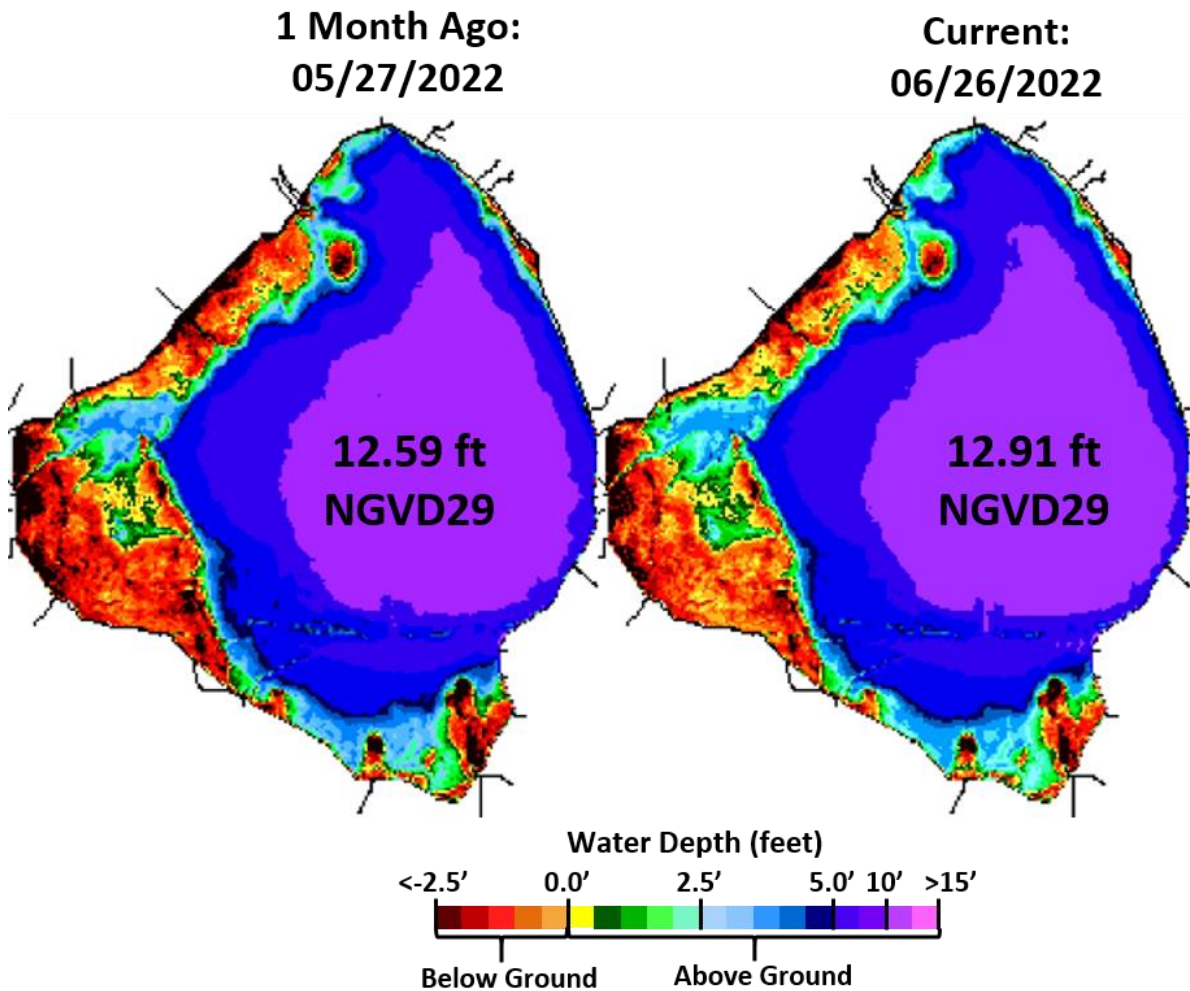 1 Month Ago:
05/27/2022
Current:
06/26/2022
12.59 ft
NGVD29
12.91 ft
NGVD29
Water Depth (feet)
<-2.5’ 0.0’ 2.5’ 5.0’ 10’ >15’
Below Ground Above Ground